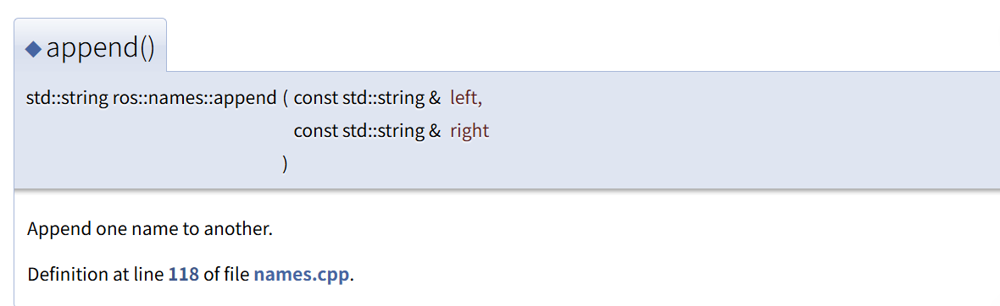 append()
std::string ros::names::append ( const std::string & left,
const std::string & right
)
Append one name to another.
Definition at line 118 of file names.cpp.